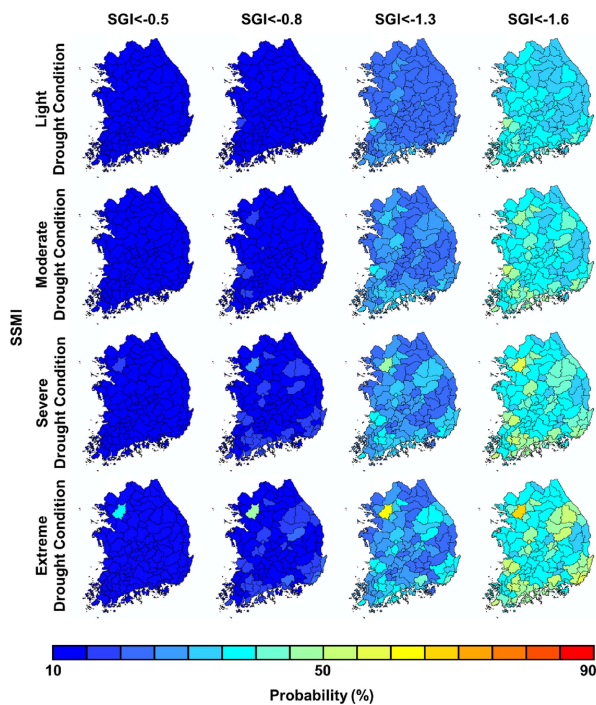 SGI<-0.5 SGI<-0.8 SGI<-1.3 SGI<-1.6
SSMI
Light
Drought Condition
Moderate
Drought Condition
Severe
Drought Condition
Extreme
Drought Condition
10 50 90
Probability (%)